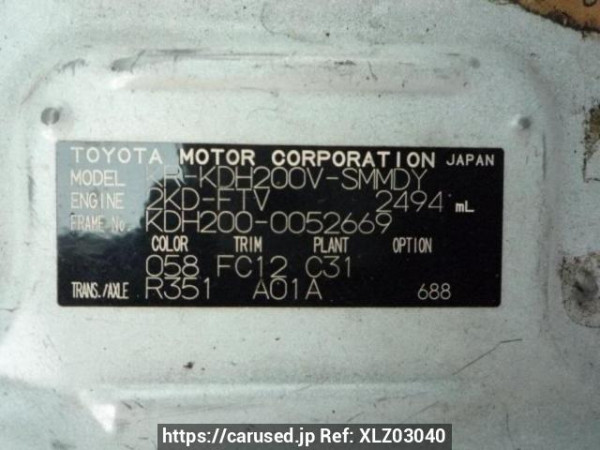 TOYOTA MOTOR CORPORATION JAPAN
MODEL KR-KDH200V-SMMDY
ENGINE 2KD-FTV 2494 mL
FRAME No. KDH200-0052669
COLOR TRIM PLANT OPTION
058 FC12 C31
TRANS./AXLE R351 A01A 688
https://carused.jp Ref: XLZ03040